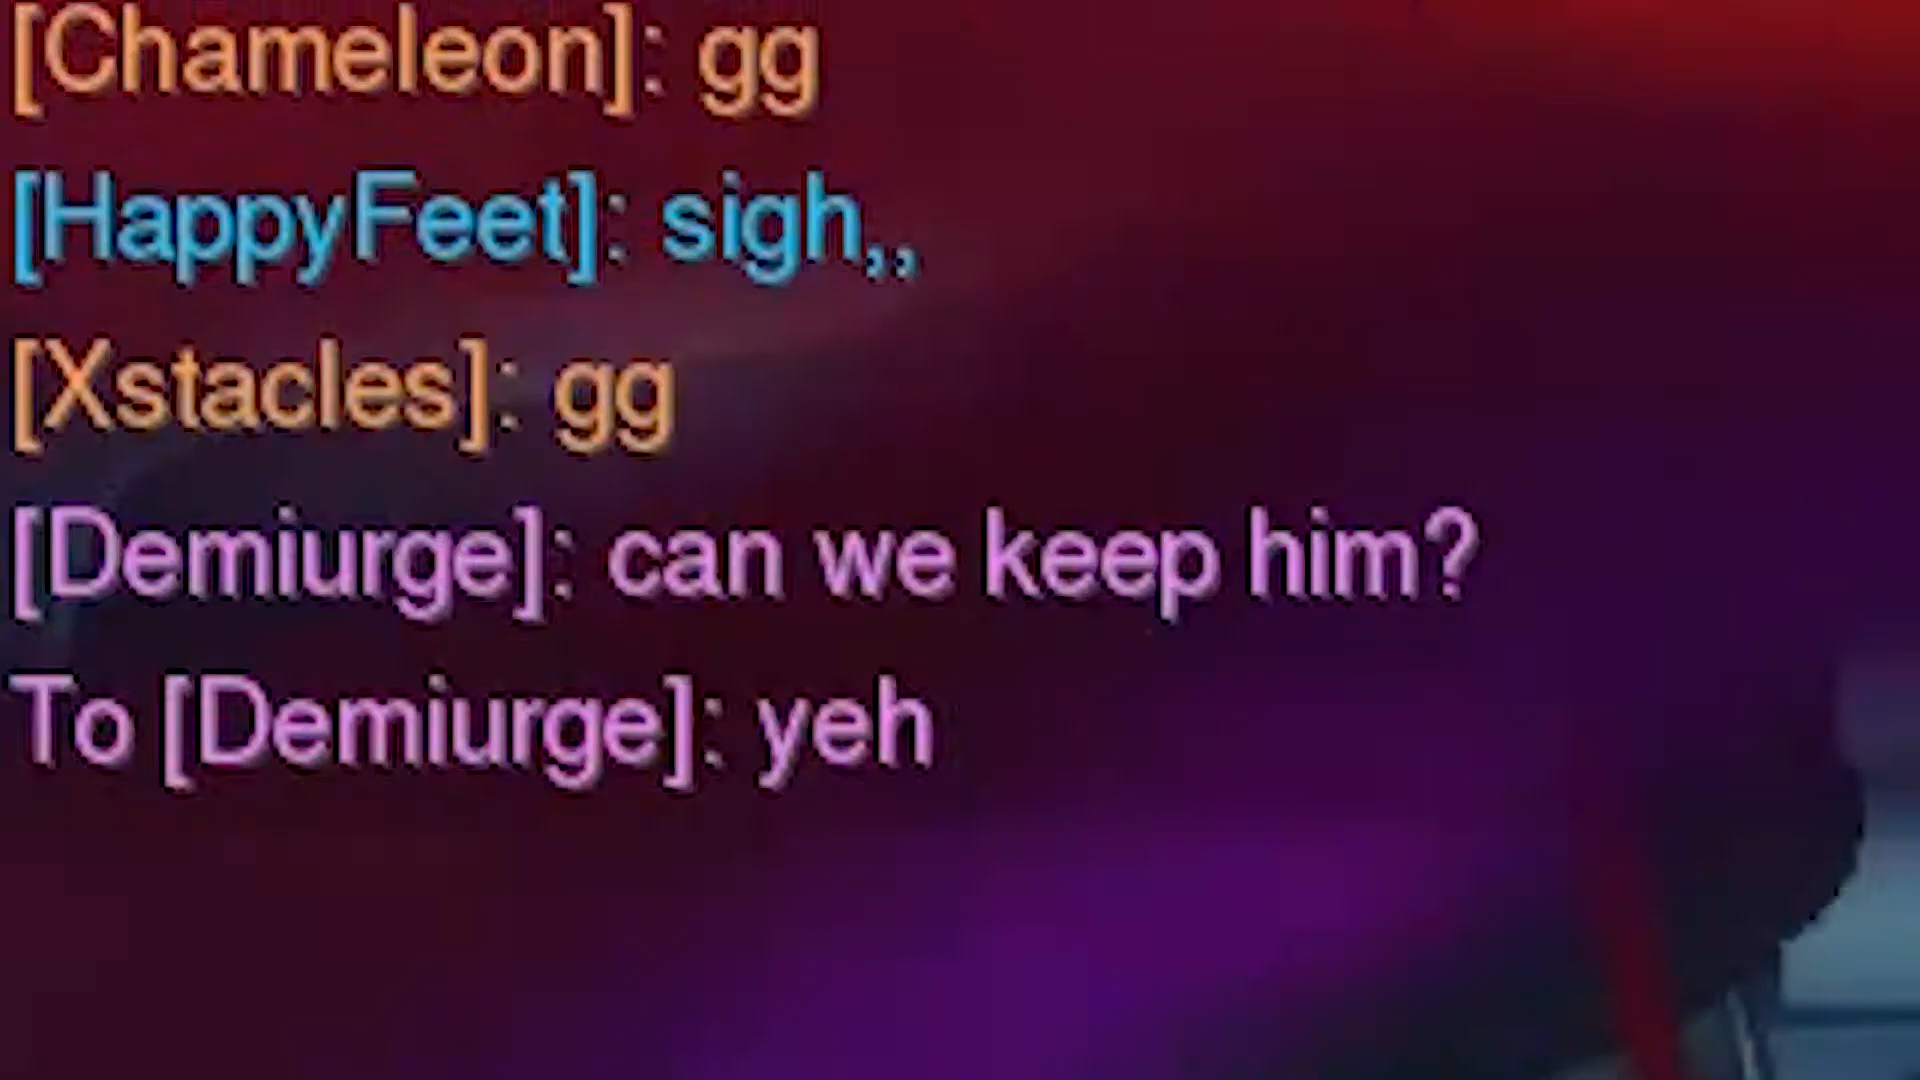 [Chameleon]: gg
[HappyFeet]: sigh,,
[Xstacles]: gg
[Demiurge]: can we keep him?
To [Demiurge]: yeh